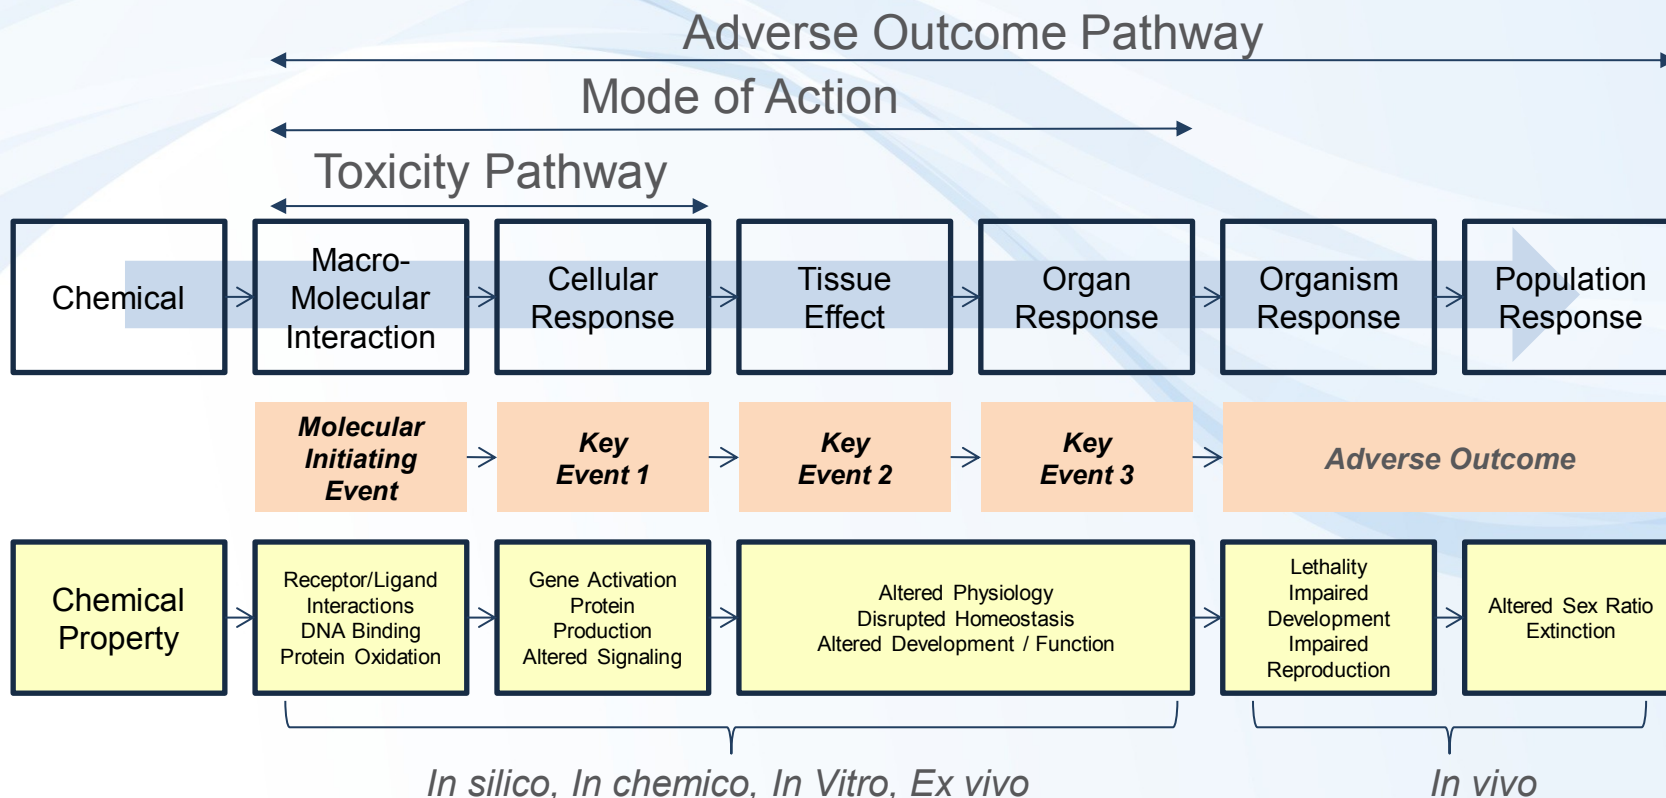 Adverse Outcome Pathway
Mode of Action
Toxicity Pathway
Chemical
Macro-
Molecular
Interaction
Cellular
Response
Tissue
Effect
Organ
Response
Organism
Response
Population
Response
Molecular
Initiating
Event
Key
Event 1
Key
Event 2
Key
Event 3
Adverse Outcome
Chemical
Property
Receptor/Ligand
Interactions
DNA Binding
Protein Oxidation
Gene Activation
Protein
Production
Altered Signaling
Altered Physiology
Disrupted Homeostasis
Altered Development / Function
Lethality
Impaired
Development
Impaired
Reproduction
Altered Sex Ratio
Extinction
In silico, In chemico, In Vitro, Ex vivo
In vivo